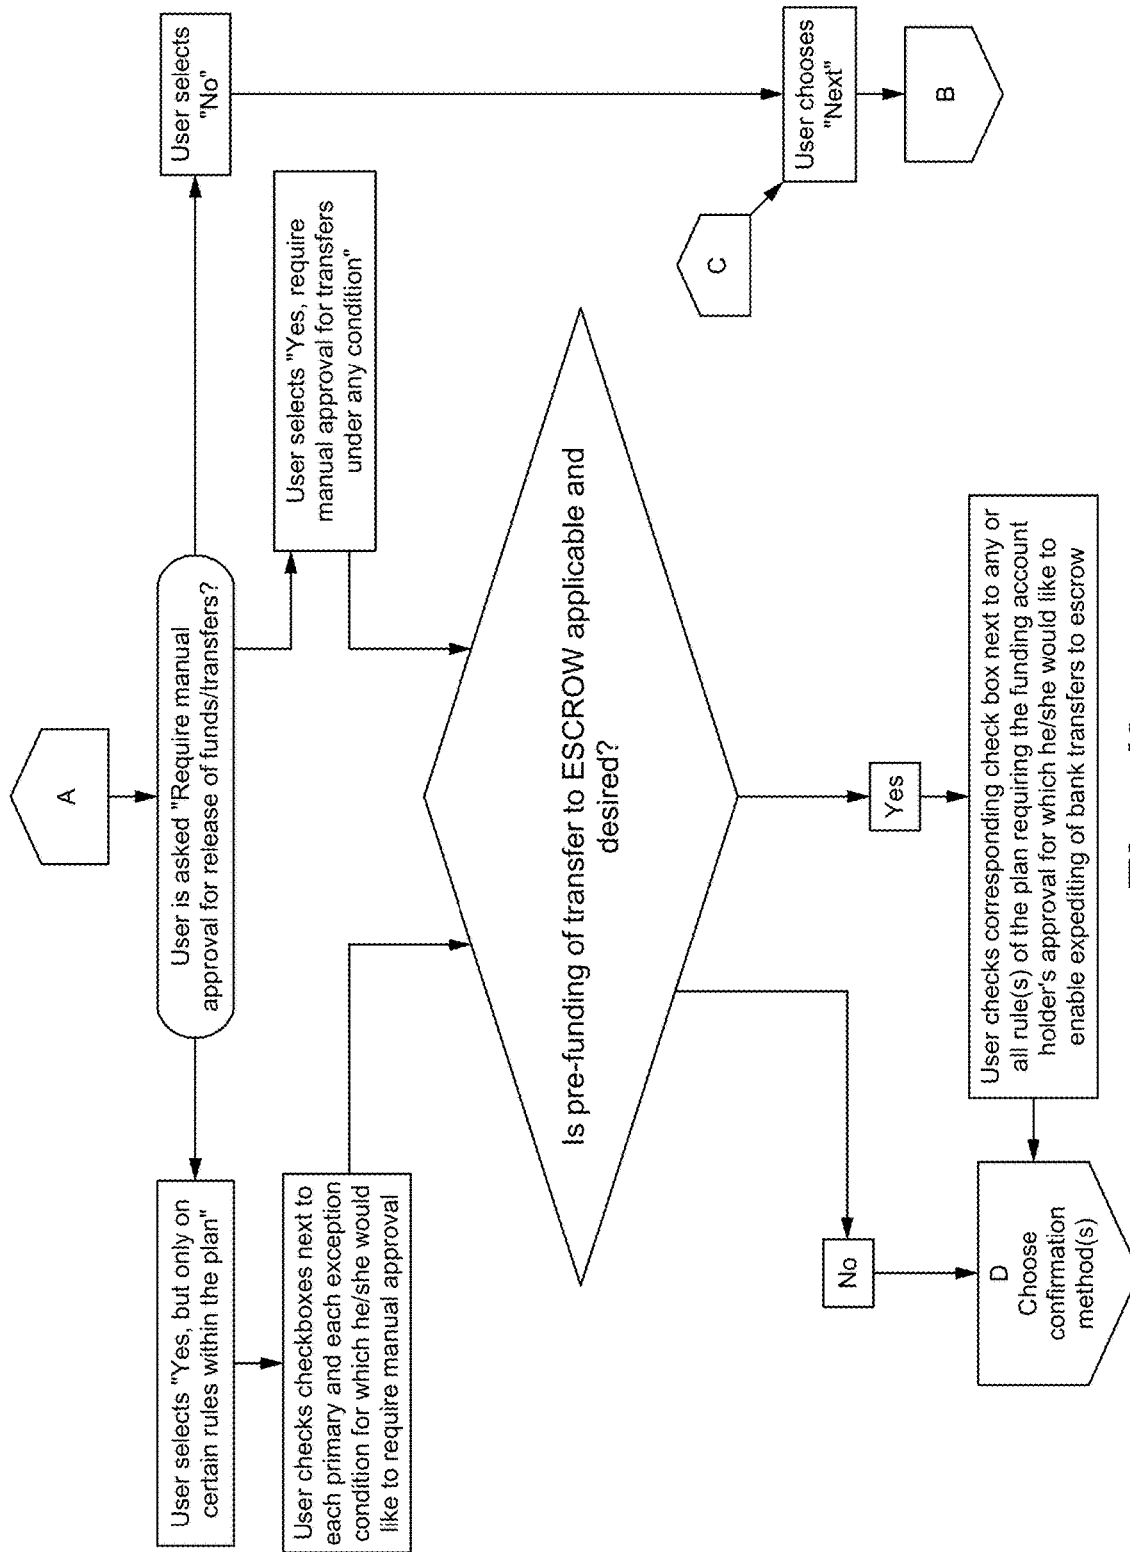 A
User is asked "Require manual
approval for release of funds/transfers?
User selects "Yes, but only on
certain rules within the plan"
User selects
"No"
User checks checkboxes next to
each primary and each exception
condition for which he/she would
like to require manual approval
User selects "Yes, require
manual approval for transfers
under any condition"
Is pre-funding of transfer to ESCROW applicable and
desired?
C
User chooses
"Next"
B
No
Yes
D
Choose
confirmation
method(s)
User checks corresponding check box next to any or
all rule(s) of the plan requiring the funding account
holder's approval for which he/she would like to
enable expediting of bank transfers to escrow